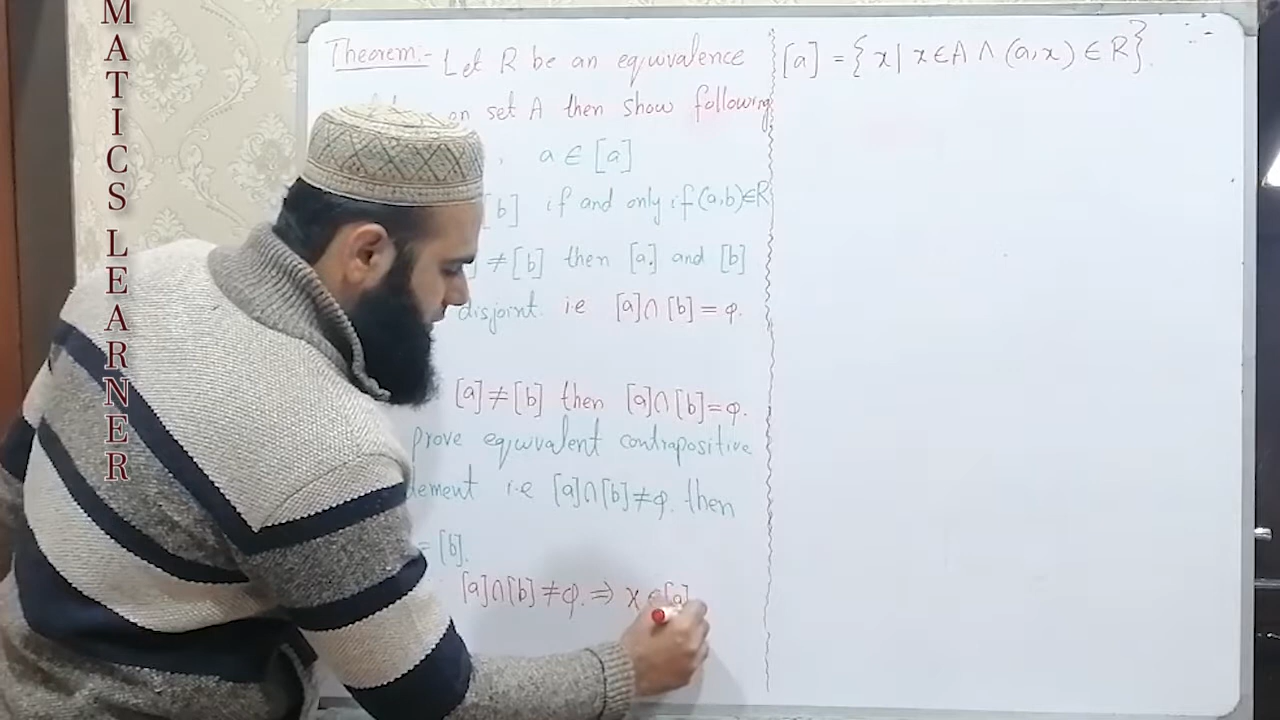 MATICS LEARNER
Theorem:- Let R be an equivalence
on set A then show following
, a ∈ [a]
[b] if and only if (a,b)∈R
] ≠ [b] then [a] and [b]
disjoint. i.e [a]∩[b] = φ.
[a]≠[b] then [a]∩[b]=φ.
prove equivalent contrapositive
i.e [a]∩[b]≠φ. then
= [b].
[a]∩[b] ≠ φ. ⇒ x ∈ [a]
[a] = { x | x∈A ∧ (a,x) ∈ R}.